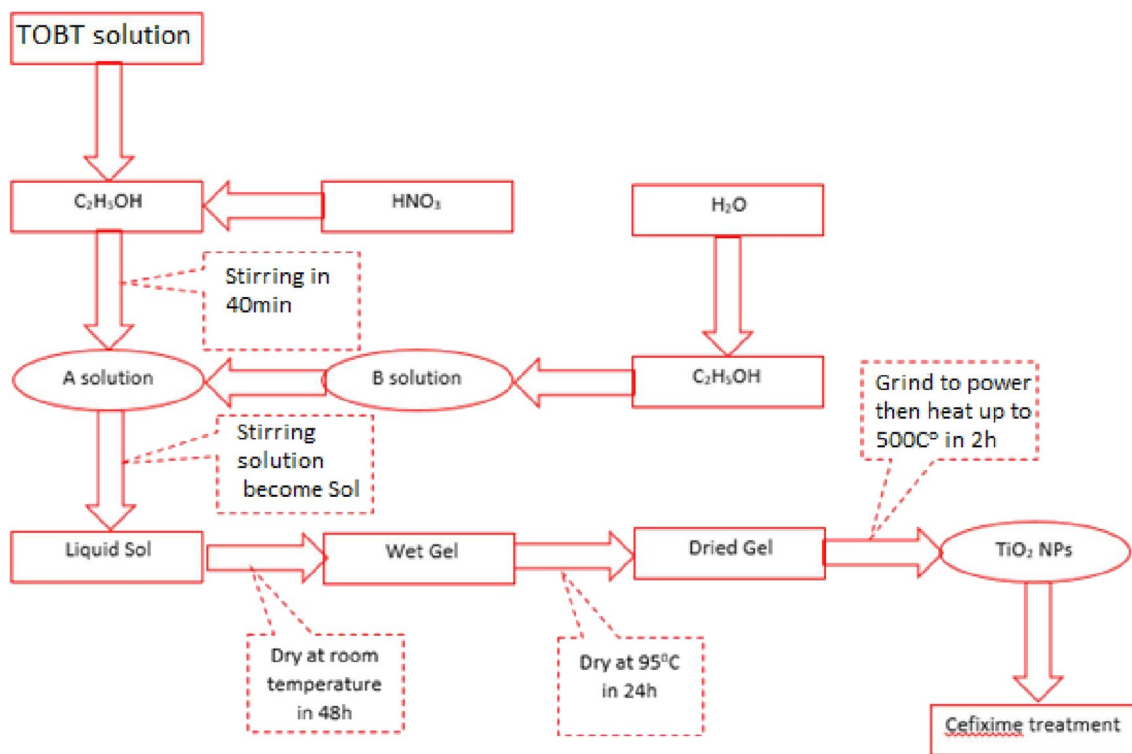 TOBT solution
C₂H₅OH
HNO₃
H₂O
Stirring in
40min
A solution
B solution
C₂H₅OH
Grind to power
then heat up to
500C⁰ in 2h
Stirring
solution
become Sol
Liquid Sol
Wet Gel
Dried Gel
TiO₂ NPs
Dry at room
temperature
in 48h
Dry at 95⁰C
in 24h
Cefixime treatment